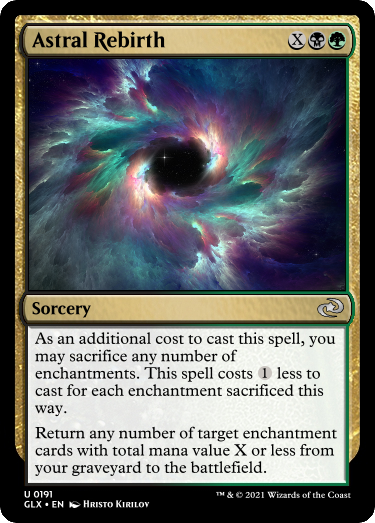 Astral Rebirth X
Sorcery
As an additional cost to cast this spell, you
may sacrifice any number of
enchantments. This spell costs 1 less to
cast for each enchantment sacrificed this
way.
Return any number of target enchantment
cards with total mana value X or less from
your graveyard to the battlefield.
U 0191
GLX • EN Hristo Kirilov
™ & © 2021 Wizards of the Coast